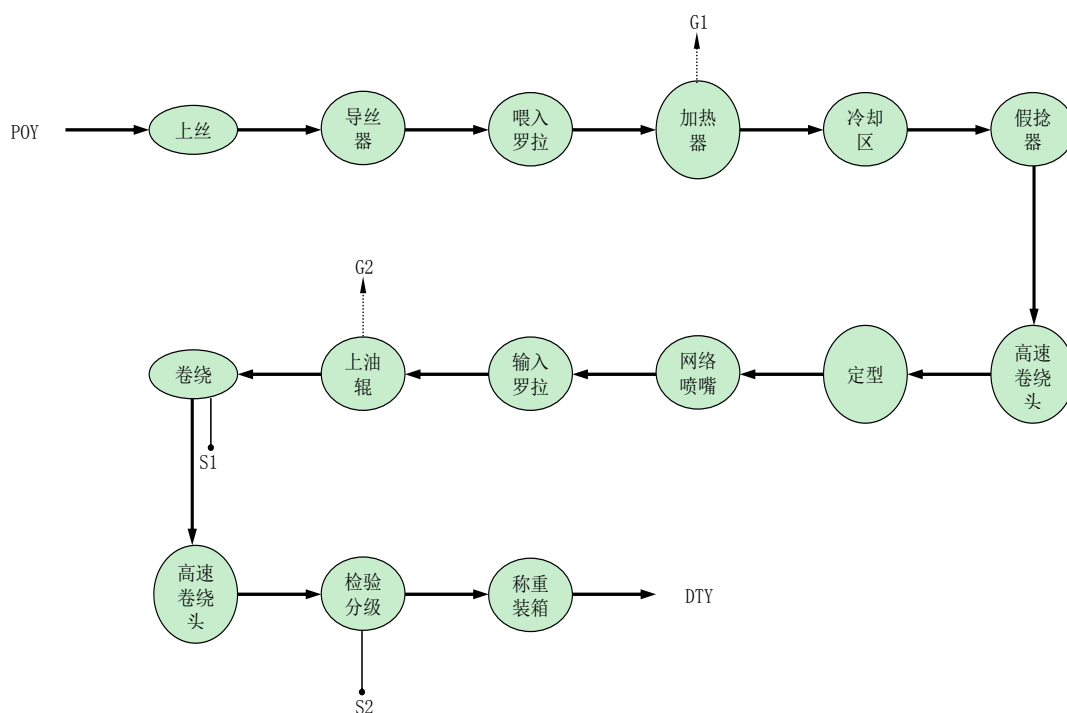 G1
POY
上丝
导丝
器
喂入
罗拉
加热
器
冷却
区
假捻
器
G2
卷绕
上油
辊
输入
罗拉
网络
喷嘴
定型
高速
卷绕
头
S1
高速
卷绕
头
检验
分级
称重
装箱
DTY
S2